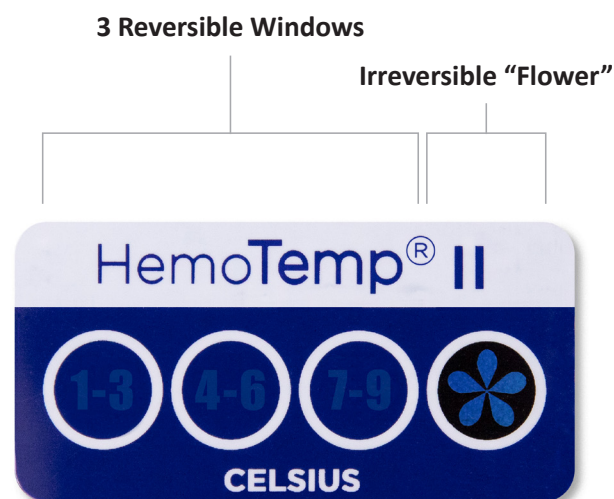 3 Reversible Windows
Irreversible “Flower”
HemoTemp® II
1-3 4-6 7-9
CELSIUS